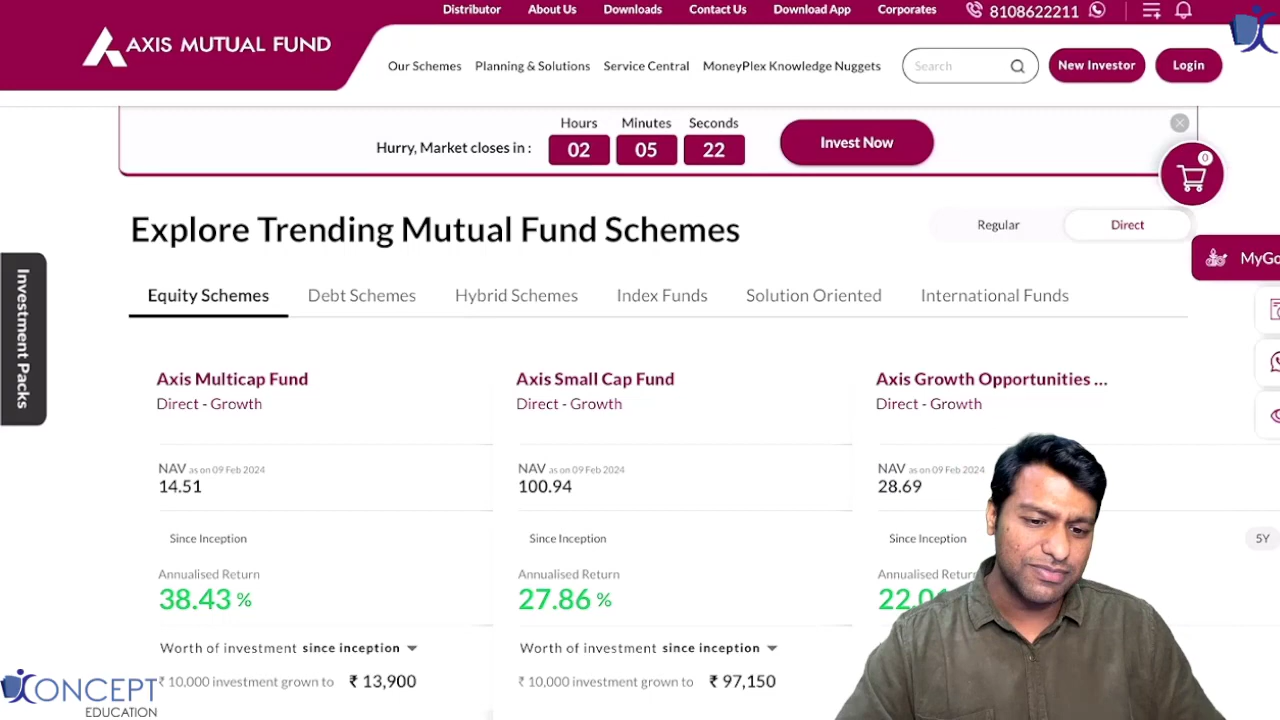 Distributor About Us Downloads Contact Us Download App Corporates 8108622211
AXIS MUTUAL FUND
Our Schemes Planning & Solutions Service Central MoneyPlex Knowledge Nuggets Search New Investor Login
Hours Minutes Seconds
Hurry, Market closes in : 02 05 22 Invest Now
0
Explore Trending Mutual Fund Schemes
Regular Direct
MyGo
Investment Packs
Equity Schemes Debt Schemes Hybrid Schemes Index Funds Solution Oriented International Funds
Axis Multicap Fund Axis Small Cap Fund Axis Growth Opportunities ...
Direct - Growth Direct - Growth Direct - Growth
NAV as on 09 Feb 2024 NAV as on 09 Feb 2024 NAV as on 09 Feb 2024
14.51 100.94 28.69
Since Inception Since Inception Since Inception 5Y
Annualised Return Annualised Return Annualised Return
38.43 % 27.86 %
Worth of investment since inception Worth of investment since inception
₹ 10,000 investment grown to ₹ 13,900 ₹ 10,000 investment grown to ₹ 97,150
CONCEPT
EDUCATION